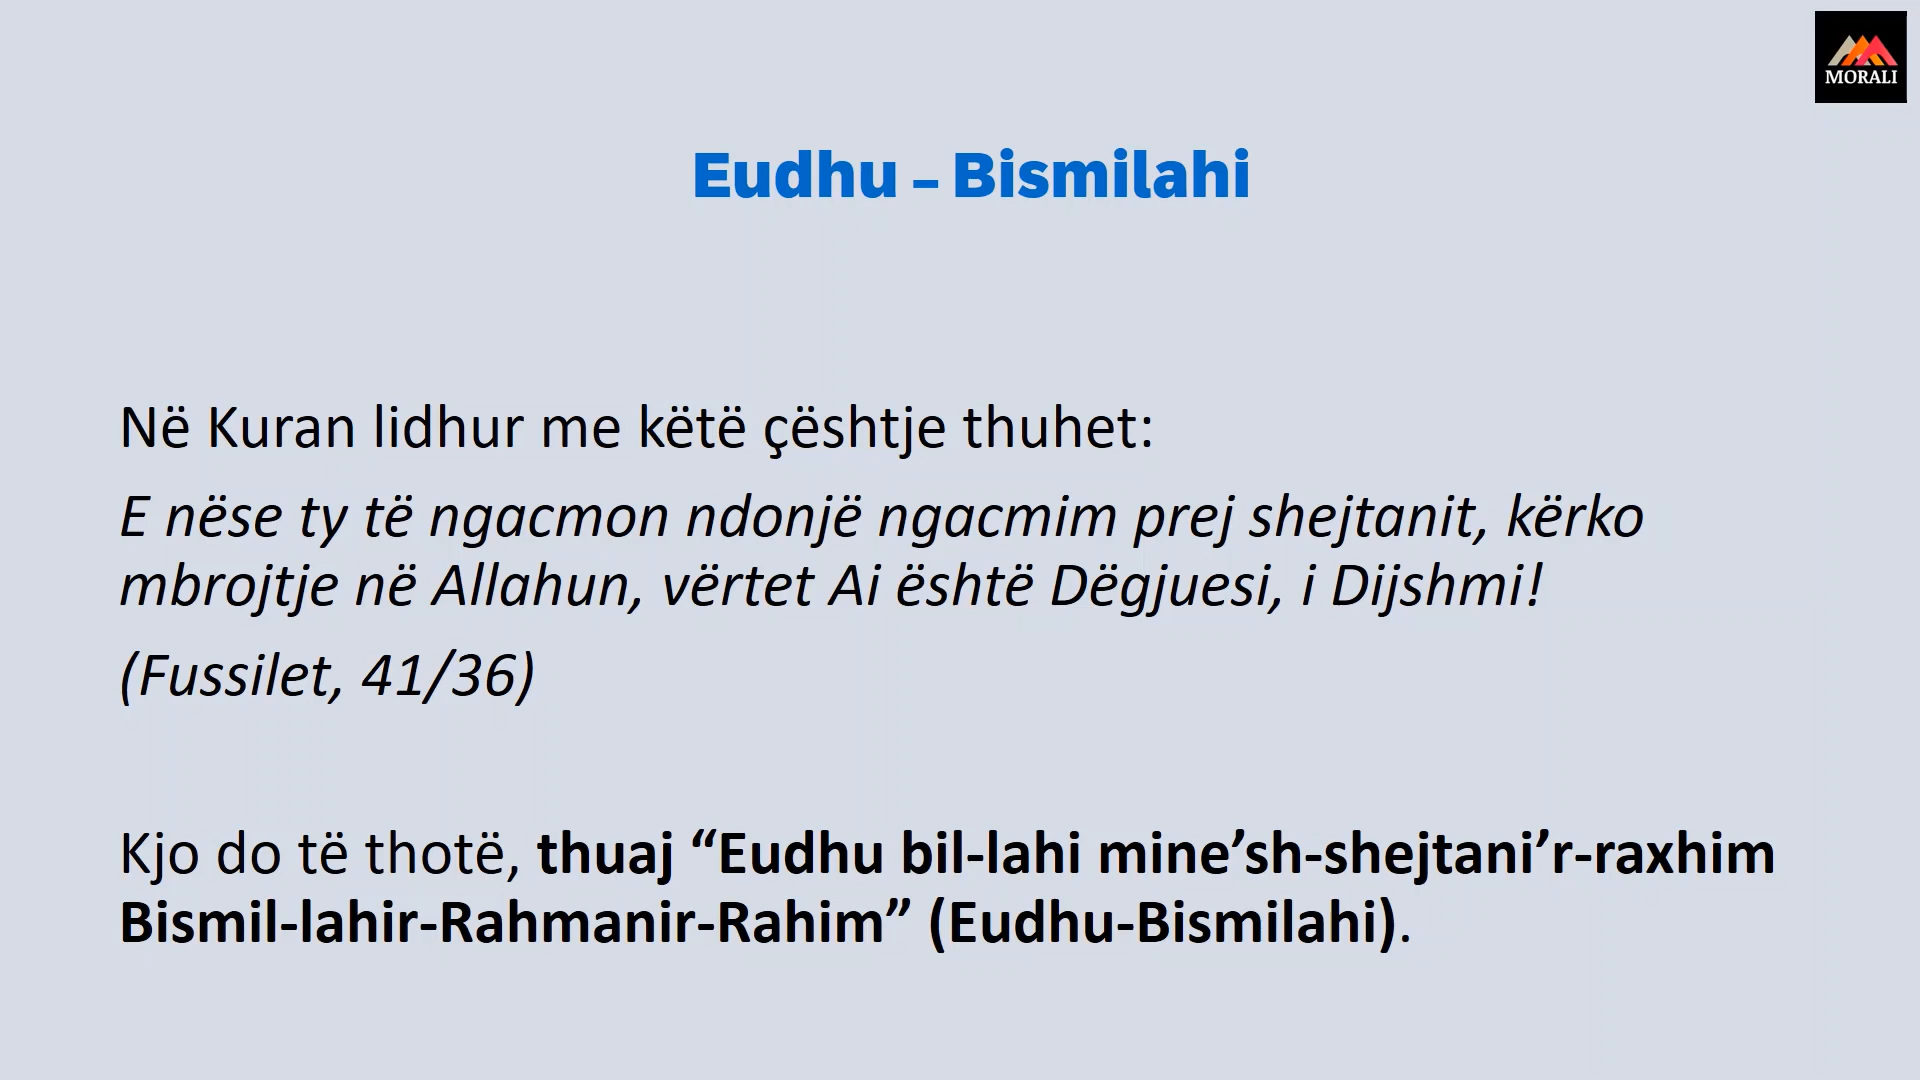 MORALI
Eudhu – Bismilahi
Në Kuran lidhur me këtë çështje thuhet:
E nëse ty të ngacmon ndonjë ngacmim prej shejtanit, kërko
mbrojtje në Allahun, vërtet Ai është Dëgjuesi, i Dijshmi!
(Fussilet, 41/36)
Kjo do të thotë, thuaj “Eudhu bil-lahi mine’sh-shejtani’r-raxhim
Bismil-lahir-Rahmanir-Rahim” (Eudhu-Bismilahi).